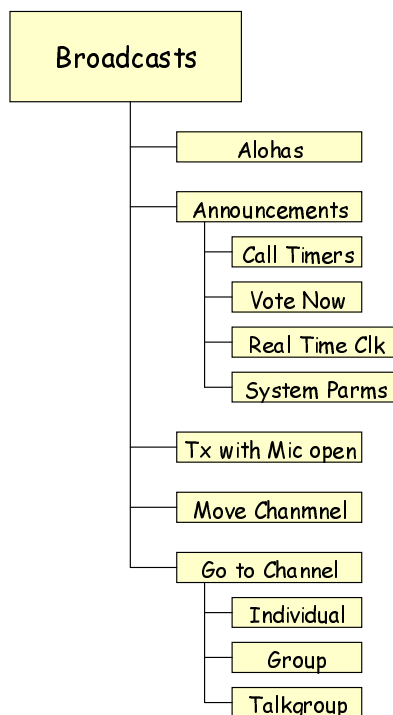 Broadcasts
Alohas
Announcements
Call Timers
Vote Now
Real Time Clk
System Parms
Tx with Mic open
Move Chanmnel
Go to Channel
Individual
Group
Talkgroup